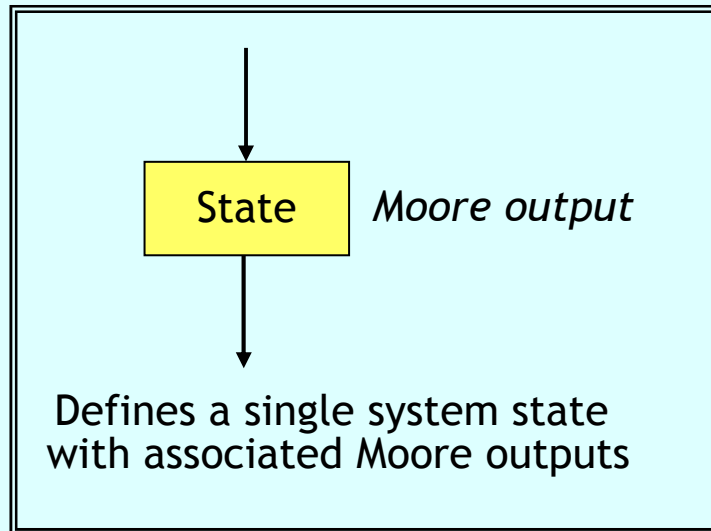 State
Moore output
Defines a single system state
with associated Moore outputs